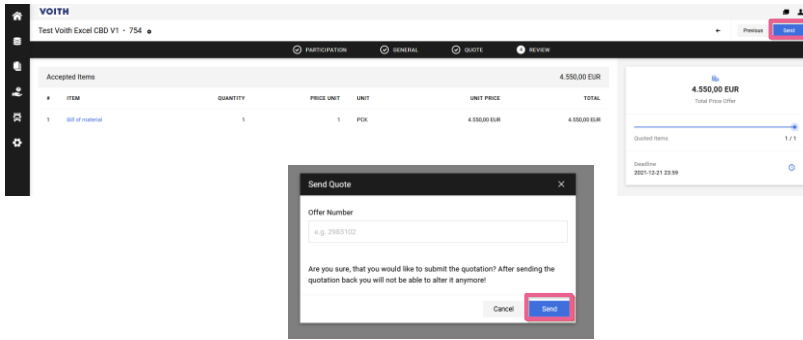 VOITH
Test Voith Excel CBD V1 • 754
Previous
Send
PARTICIPATION
GENERAL
QUOTE
4 REVIEW
Accepted Items
4.550,00 EUR
# ITEM QUANTITY PRICE UNIT UNIT UNIT PRICE TOTAL
1 Bill of material 1 1 PCK 4.550,00 EUR 4.550,00 EUR
4.550,00 EUR
Total Price Offer
Quoted Items 1 / 1
Deadline
2021-12-21 23:59
Send Quote
Offer Number
e.g. 2983102
Are you sure, that you would like to submit the quotation? After sending the
quotation back you will not be able to alter it anymore!
Cancel
Send